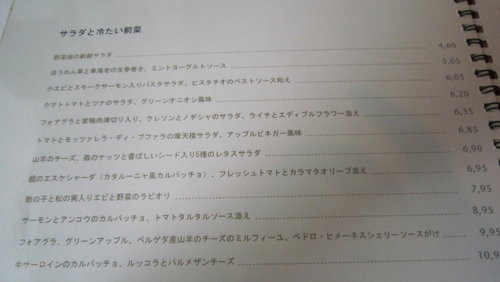 サラダと冷たい前菜
野菜畑の新鮮サラダ 4,60
ほうれん草と車海老の生春巻き、ミントヨーグルトソース 5,65
小エビとスモークサーモン入りパスタサラダ、ピスタチオのペストソース和え 6,05
クマトトマトとツナのサラダ、グリーンオニオン風味 6,20
フォアグラと家鴨肉薄切り入り、クレソンとノヂシャのサラダ、ライチとエディブルフラワー添え 6,35
トマトとモッツァレラ・ディ・ブファラの摩天楼サラダ、アップルビネガー風味 6,85
山羊のチーズ、森のナッツと香ばしいシード入り5種のレタスサラダ 6,90
鱈のエスケシャーダ（カタルーニャ風カルパッチョ）、フレッシュトマトとカラマタオリーブ添え 6,95
数の子と松の実入りエビと野菜のラビオリ 7,95
サーモンとアンコウのカルパッチョ、トマトタルタルソース添え 8,95
フォアグラ、グリーンアップル、ベルゲダ産山羊のチーズのミルフィーユ、ペドロ・ヒメーネスシェリーソースがけ 9,95
牛サーロインのカルパッチョ、ルッコラとパルメザンチーズ 10,9